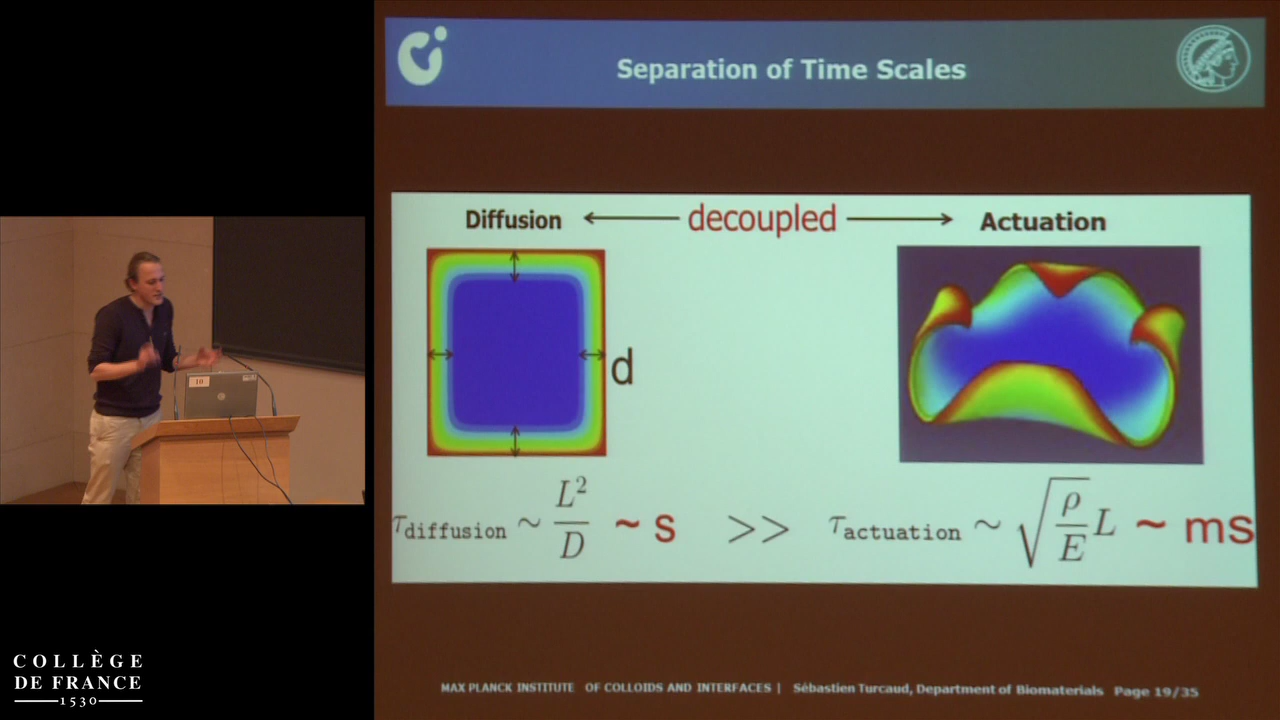 Separation of Time Scales
Diffusion ← decoupled → Actuation
d
τdiffusion ~ L²/D ~ s >> τactuation ~ √(ρ/E) L ~ ms
10
COLLÈGE
DE FRANCE
1530
MAX PLANCK INSTITUTE OF COLLOIDS AND INTERFACES | Sébastien Turcaud, Department of Biomaterials Page 19/35